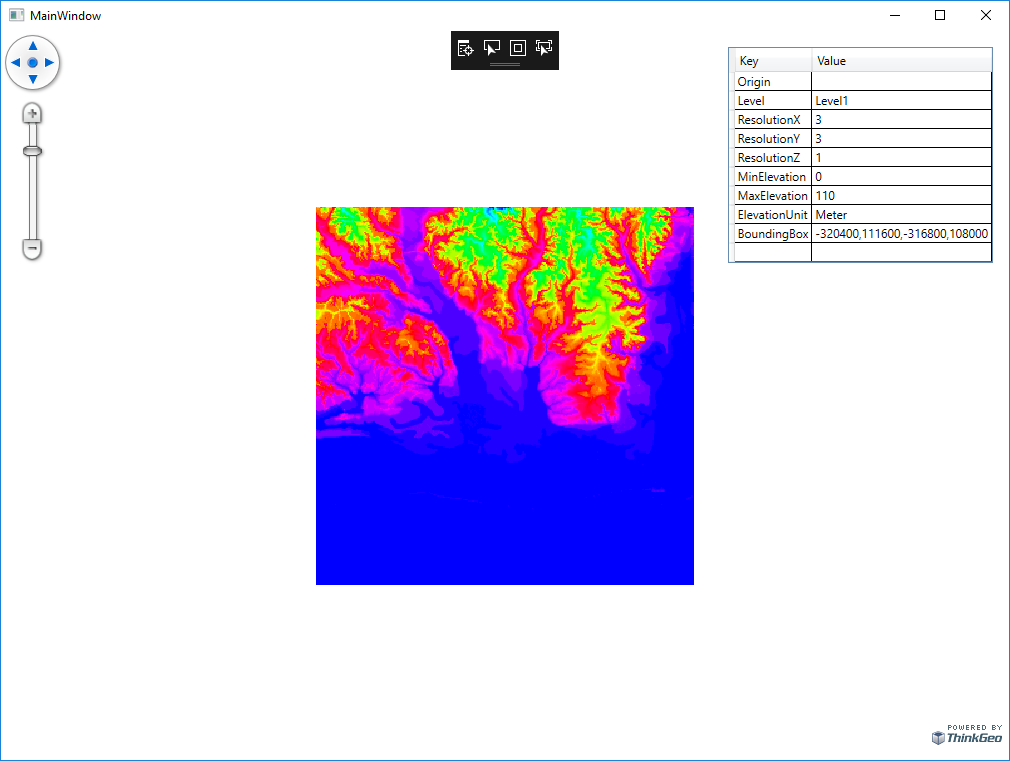 MainWindow
Key Value
Origin
Level Level1
ResolutionX 3
ResolutionY 3
ResolutionZ 1
MinElevation 0
MaxElevation 110
ElevationUnit Meter
BoundingBox -320400,111600,-316800,108000
POWERED BY
ThinkGeo